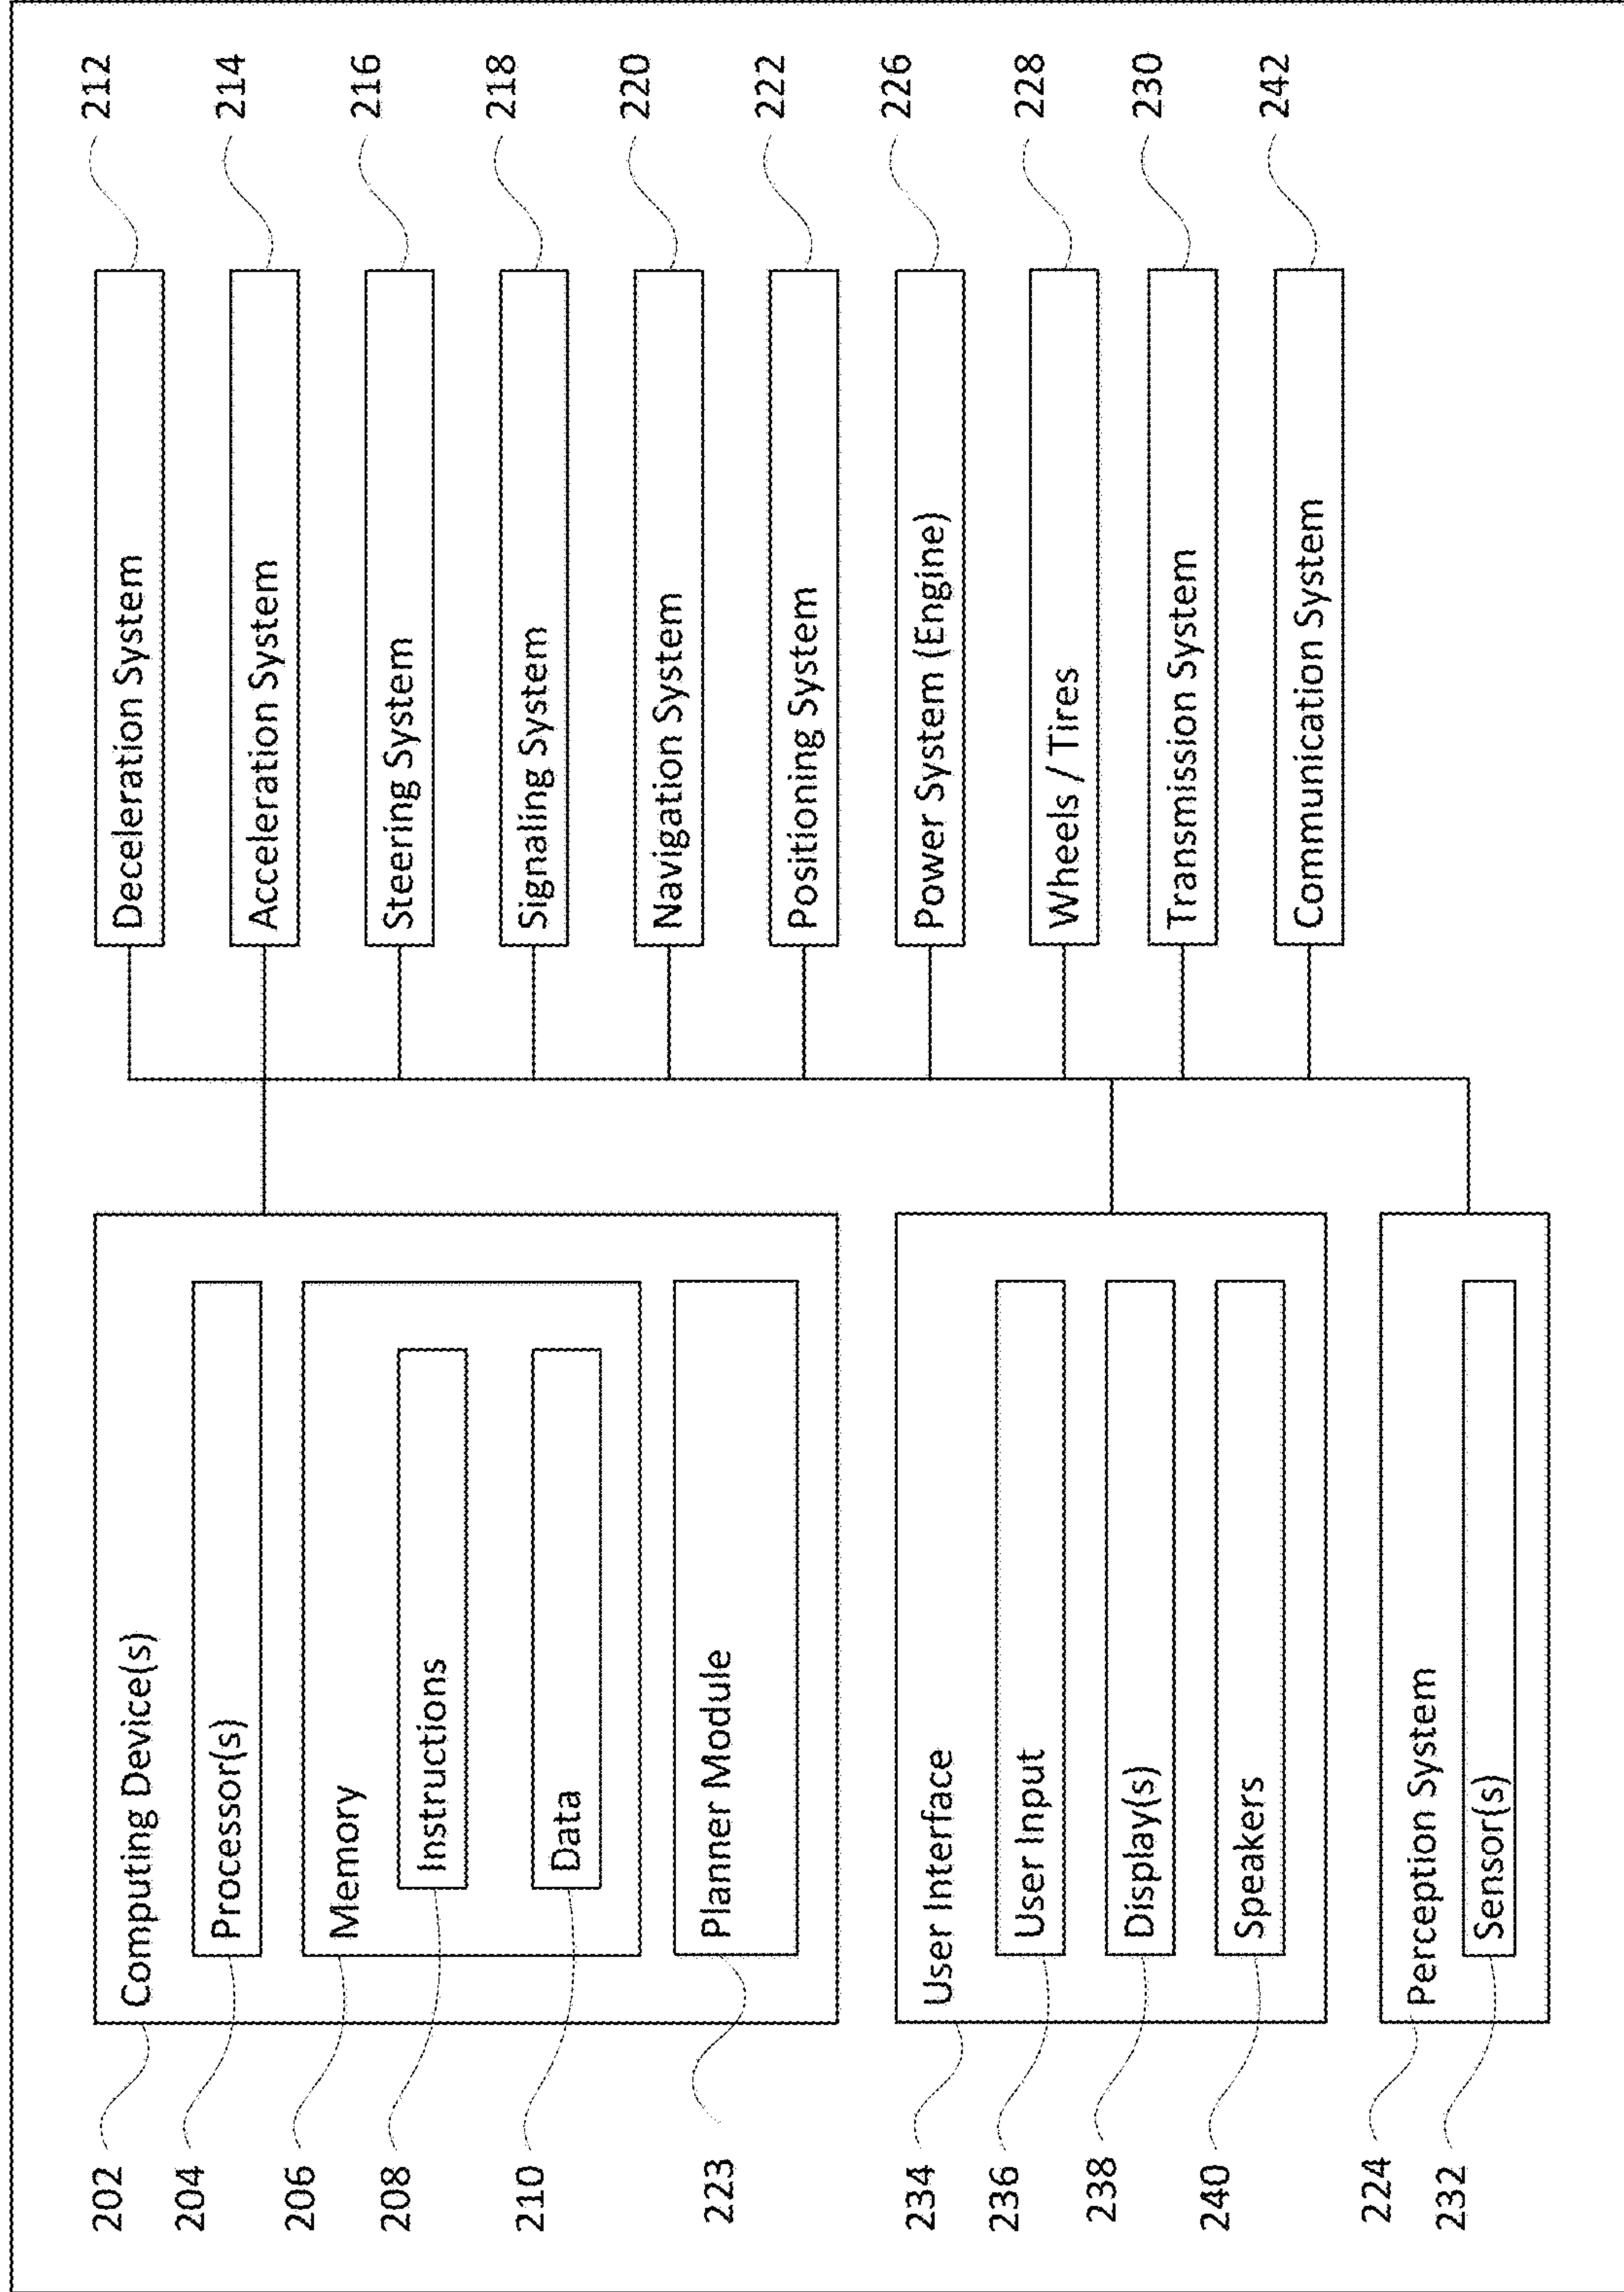 202
Computing Device(s)
204
Processor(s)
206
Memory
208
Instructions
210
Data
223
Planner Module
234
User Interface
236
User Input
238
Display(s)
240
Speakers
224
Perception System
232
Sensor(s)
Deceleration System
212
Acceleration System
214
Steering System
216
Signaling System
218
Navigation System
220
Positioning System
222
Power System (Engine)
226
Wheels / Tires
228
Transmission System
230
Communication System
242